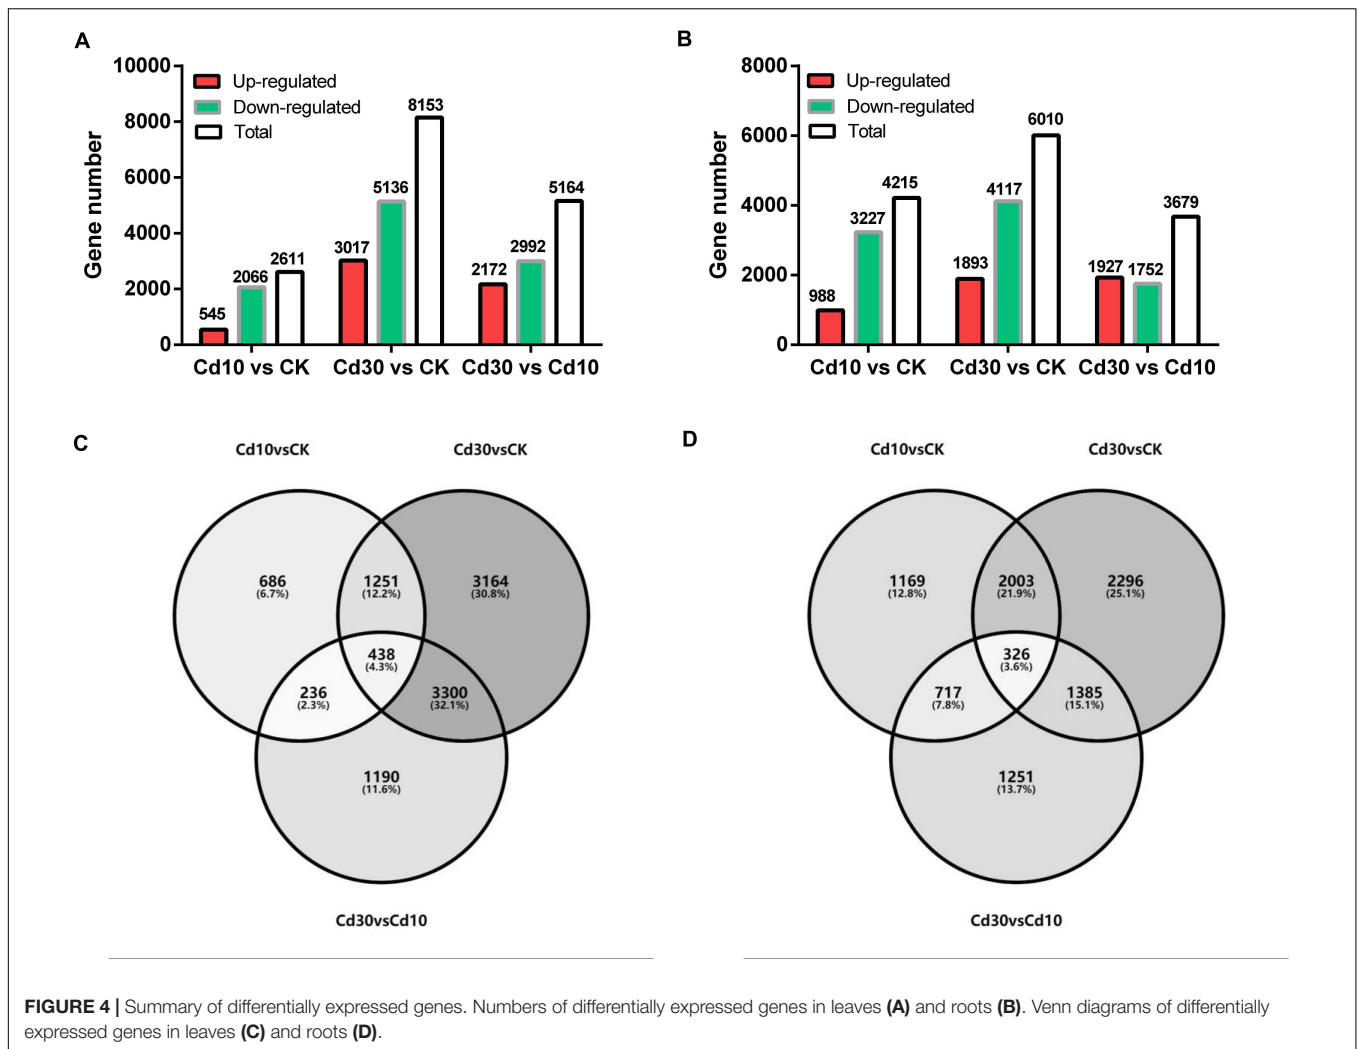 A
Gene number
10000
8000
6000
4000
2000
0
Up-regulated
Down-regulated
Total
545
2066
2611
3017
5136
8153
2172
2992
5164
Cd10 vs CK
Cd30 vs CK
Cd30 vs Cd10
B
Gene number
8000
6000
4000
2000
0
Up-regulated
Down-regulated
Total
988
3227
4215
1893
4117
6010
1927
1752
3679
Cd10 vs CK
Cd30 vs CK
Cd30 vs Cd10
C
Cd10vsCK
Cd30vsCK
686
(6.7%)
1251
(12.2%)
3164
(30.8%)
438
(4.3%)
236
(2.3%)
3300
(32.1%)
1190
(11.6%)
Cd30vsCd10
D
Cd10vsCK
Cd30vsCK
1169
(12.8%)
2003
(21.9%)
2296
(25.1%)
326
(3.6%)
717
(7.8%)
1385
(15.1%)
1251
(13.7%)
Cd30vsCd10
FIGURE 4 | Summary of differentially expressed genes. Numbers of differentially expressed genes in leaves (A) and roots (B). Venn diagrams of differentially
expressed genes in leaves (C) and roots (D).